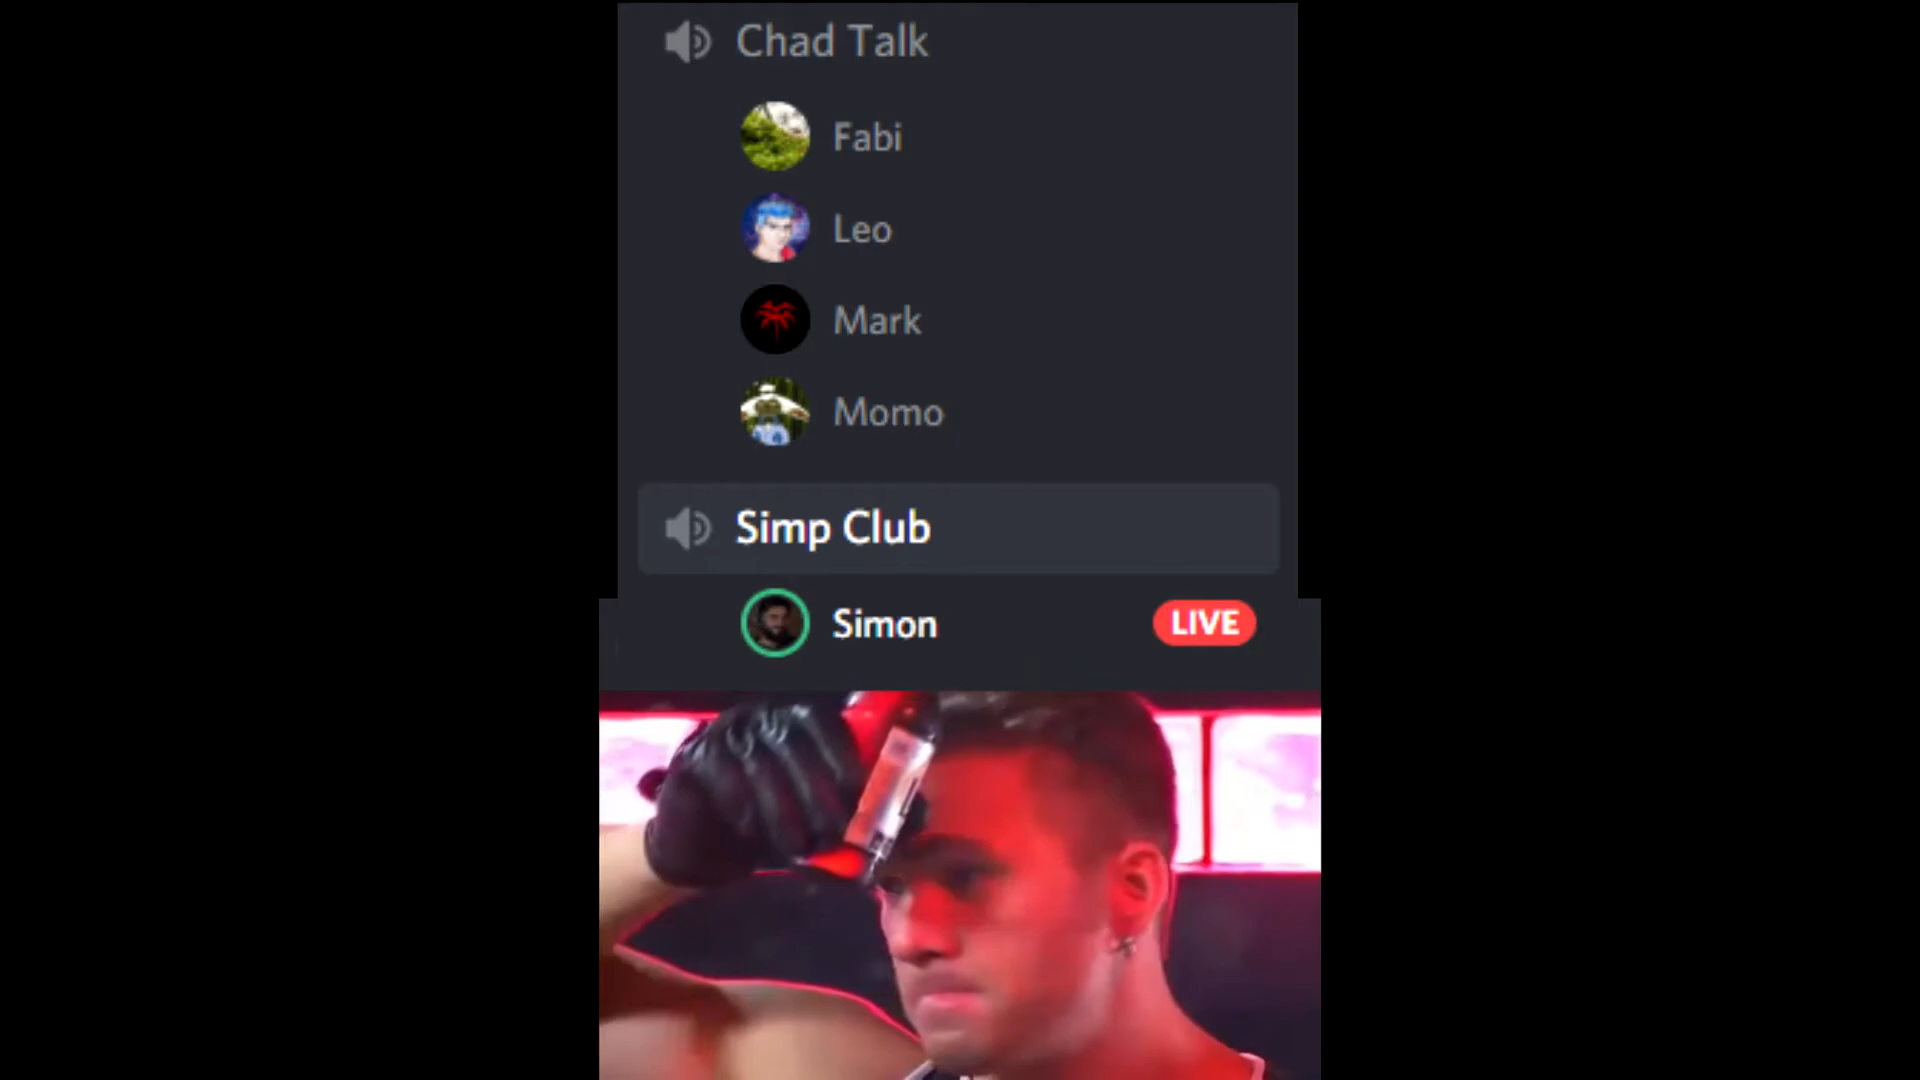 Chad Talk
Fabi
Leo
Mark
Momo
Simp Club
Simon
LIVE